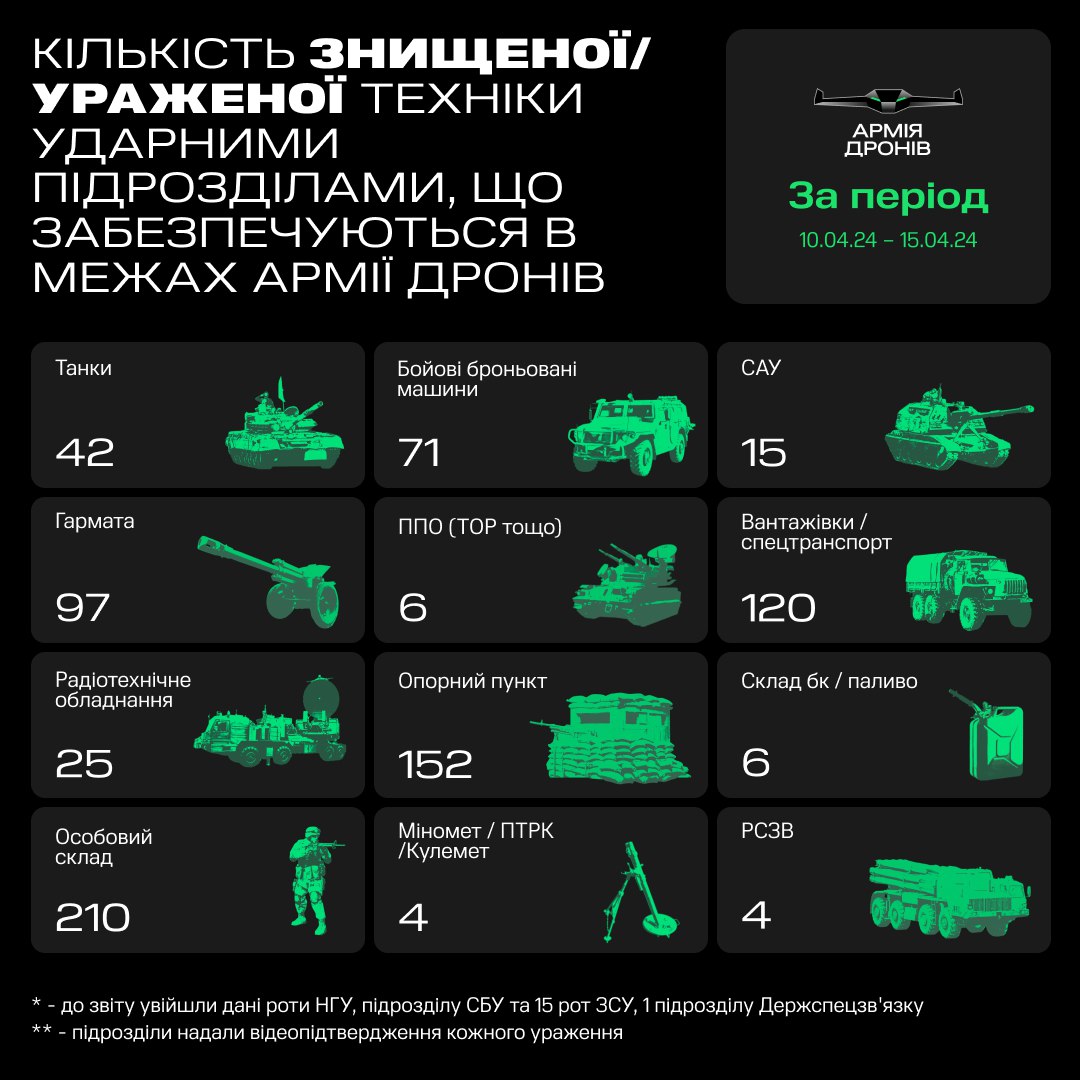 КІЛЬКІСТЬ ЗНИЩЕНОЇ/
УРАЖЕНОЇ ТЕХНІКИ
УДАРНИМИ
ПІДРОЗДІЛАМИ, ЩО
ЗАБЕЗПЕЧУЮТЬСЯ В
МЕЖАХ АРМІЇ ДРОНІВ
АРМІЯ
ДРОНІВ
За період
10.04.24 – 15.04.24
Танки
42
Бойові броньовані
машини
71
САУ
15
Гармата
97
ППО (ТОР тощо)
6
Вантажівки /
спецтранспорт
120
Радіотехнічне
обладнання
25
Опорний пункт
152
Склад бк / паливо
6
Особовий
склад
210
Міномет / ПТРК
/Кулемет
4
РСЗВ
4
* - до звіту увійшли дані роти НГУ, підрозділу СБУ та 15 рот ЗСУ, 1 підрозділу Держспецзв'язку
** - підрозділи надали відеопідтвердження кожного ураження